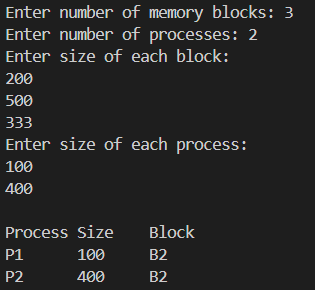 Enter number of memory blocks: 3
Enter number of processes: 2
Enter size of each block:
200
500
333
Enter size of each process:
100
400
Process Size Block
P1 100 B2
P2 400 B2